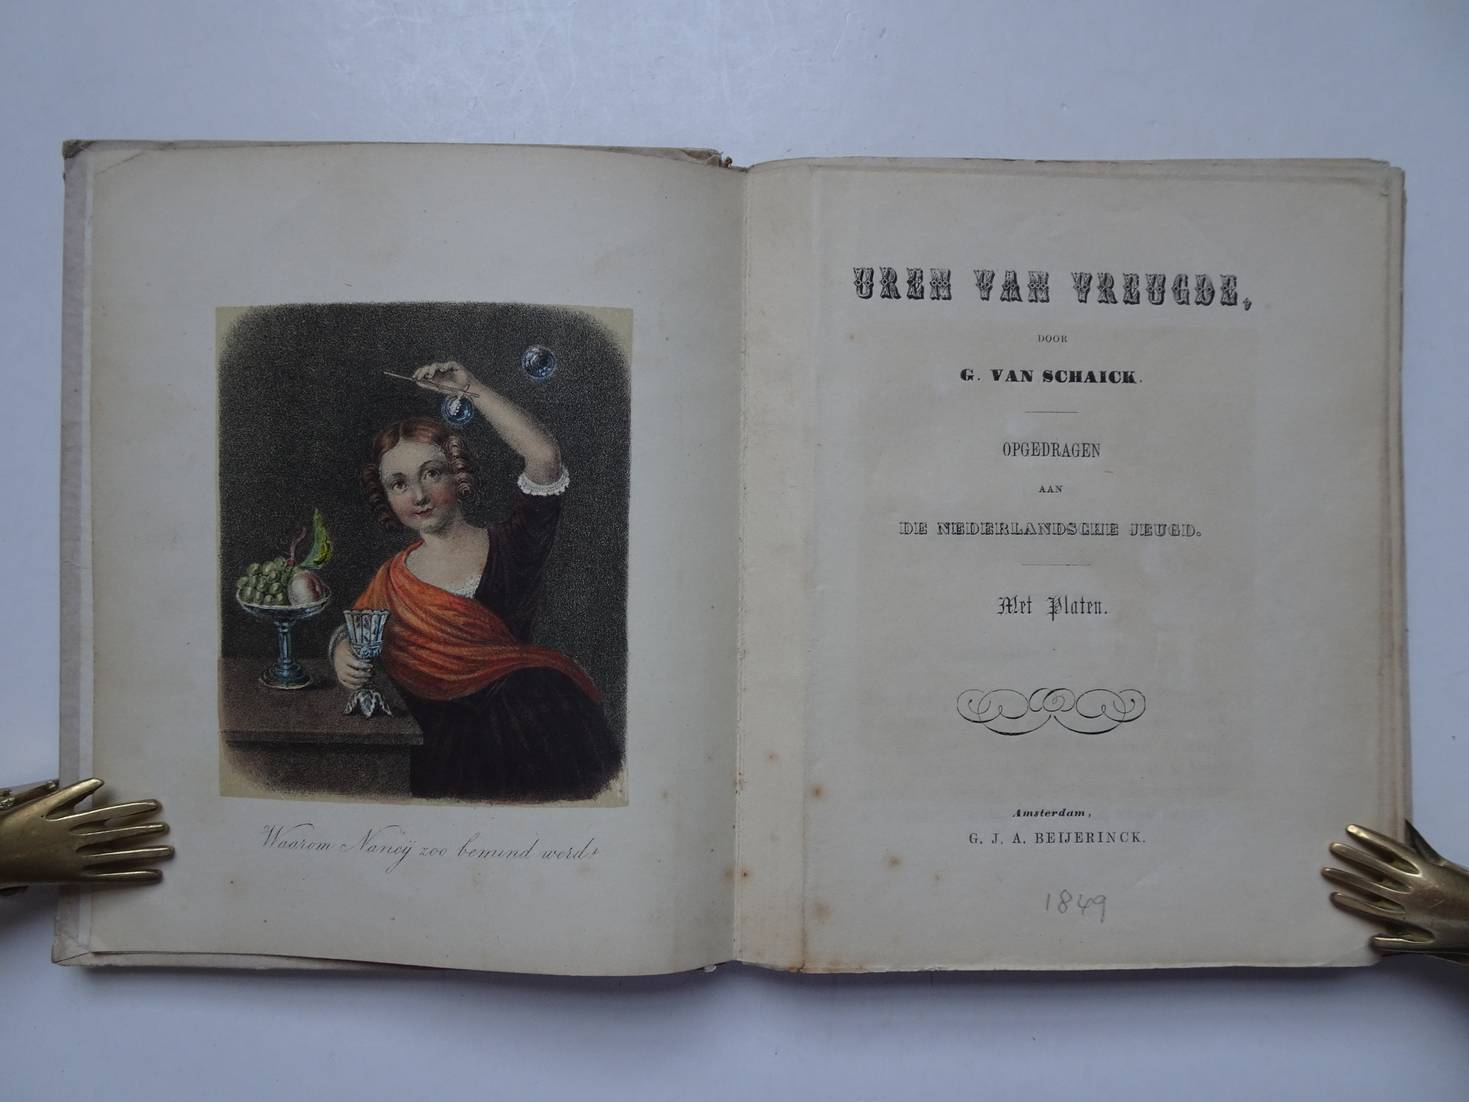 Waarom Nancÿ zoo bemind werd.
UREN VAN VREUGDE,
DOOR
G. VAN SCHAICK.
OPGEDRAGEN
AAN
DE NEDERLANDSCHE JEUGD.
Met Platen.
Amsterdam,
G. J. A. BEIJERINCK.
1849